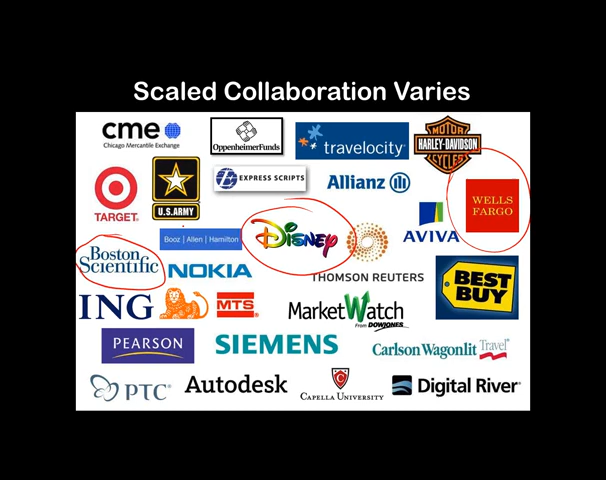 Scaled Collaboration Varies
cme
Chicago Mercantile Exchange
OppenheimerFunds
travelocity
MOTOR
HARLEY-DAVIDSON
CYCLES
TARGET
U.S.ARMY
EXPRESS SCRIPTS
Allianz
WELLS
FARGO
Booz | Allen | Hamilton
Disney
AVIVA
Boston
Scientific
NOKIA
THOMSON REUTERS
BEST
BUY
ING
MTS
MarketWatch
From DOWJONES
PEARSON
SIEMENS
Carlson Wagonlit Travel
PTC
Autodesk
CAPELLA UNIVERSITY
Digital River